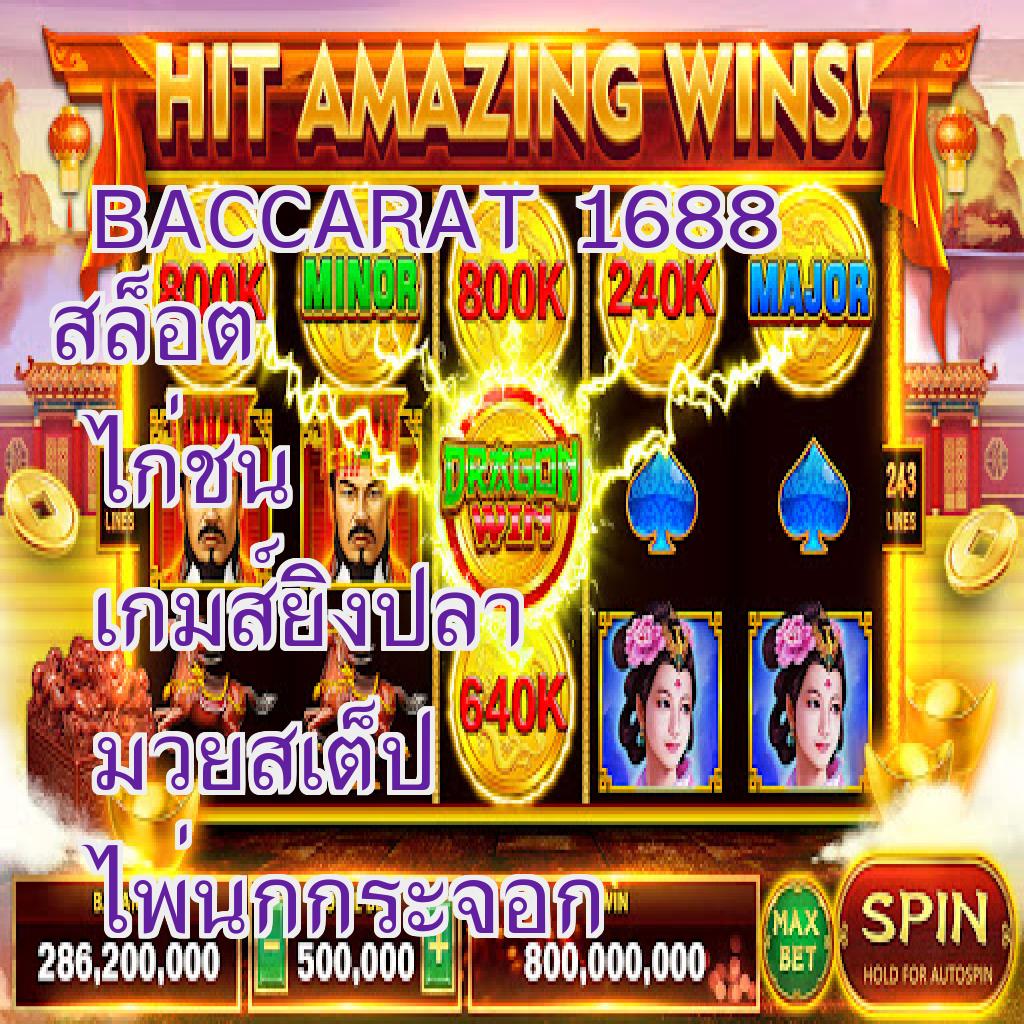 HIT AMAZING WINS!
BACCARAT 1688
800K MINOR 800K 240K MAJOR
สล็อต
ไก่ชน
DRAGON
WIN
243
LINES
LINES
เกมส์ยิงปลา
640K
มวยสเต็ป
ไพ่นกกระจอก
WIN
286,200,000 - 500,000 + 800,000,000
MAX
BET
SPIN
HOLD FOR AUTOSPIN